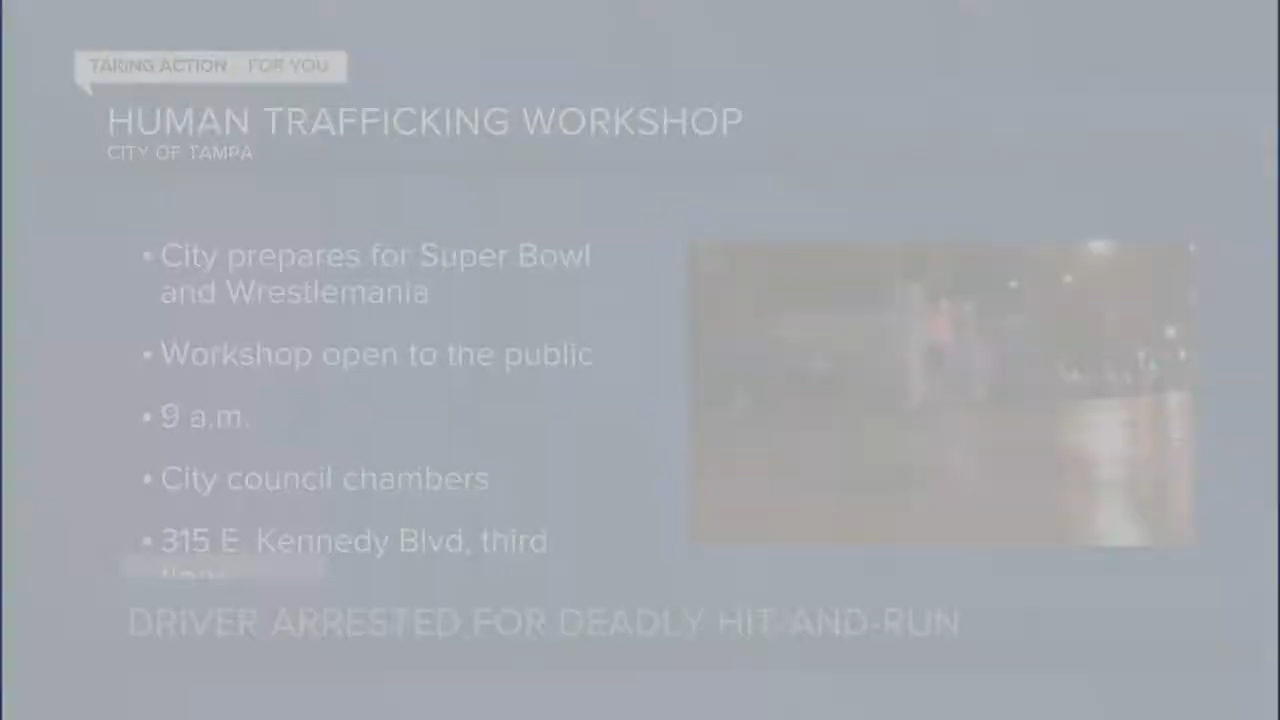 TAKING ACTION FOR YOU
HUMAN TRAFFICKING WORKSHOP
CITY OF TAMPA
• City prepares for Super Bowl
and Wrestlemania
• Workshop open to the public
• 9 a.m.
• City council chambers
• 315 E. Kennedy Blvd, third
DRIVER ARRESTED FOR DEADLY HIT-AND-RUN